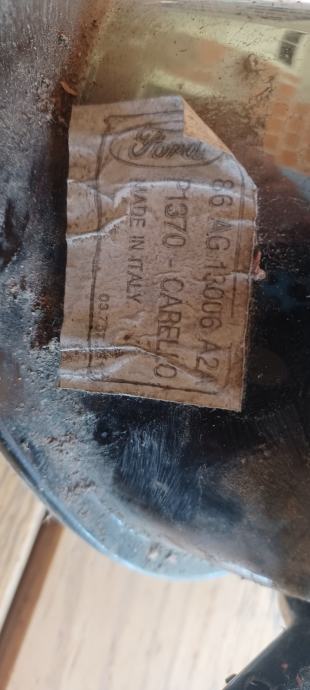 Ford
86 AG 13006 A2A
P1370 - CARELLO
MADE IN ITALY